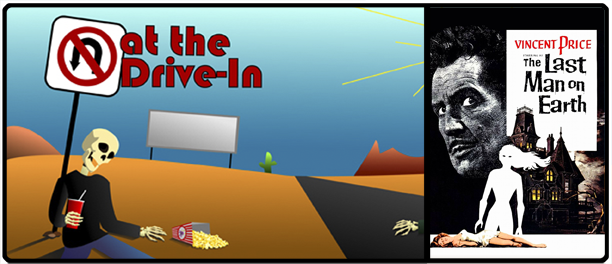 at the
Drive-In
VINCENT PRICE
THE LAST
MAN ON
EARTH